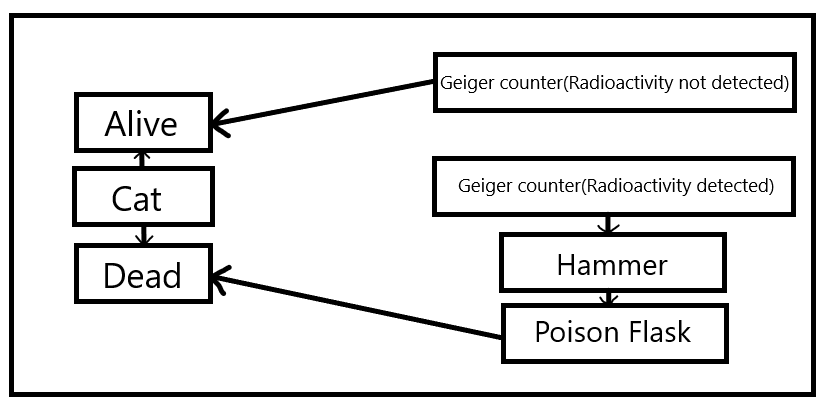 Geiger counter(Radioactivity not detected)
Alive
Cat
Geiger counter(Radioactivity detected)
Dead
Hammer
Poison Flask